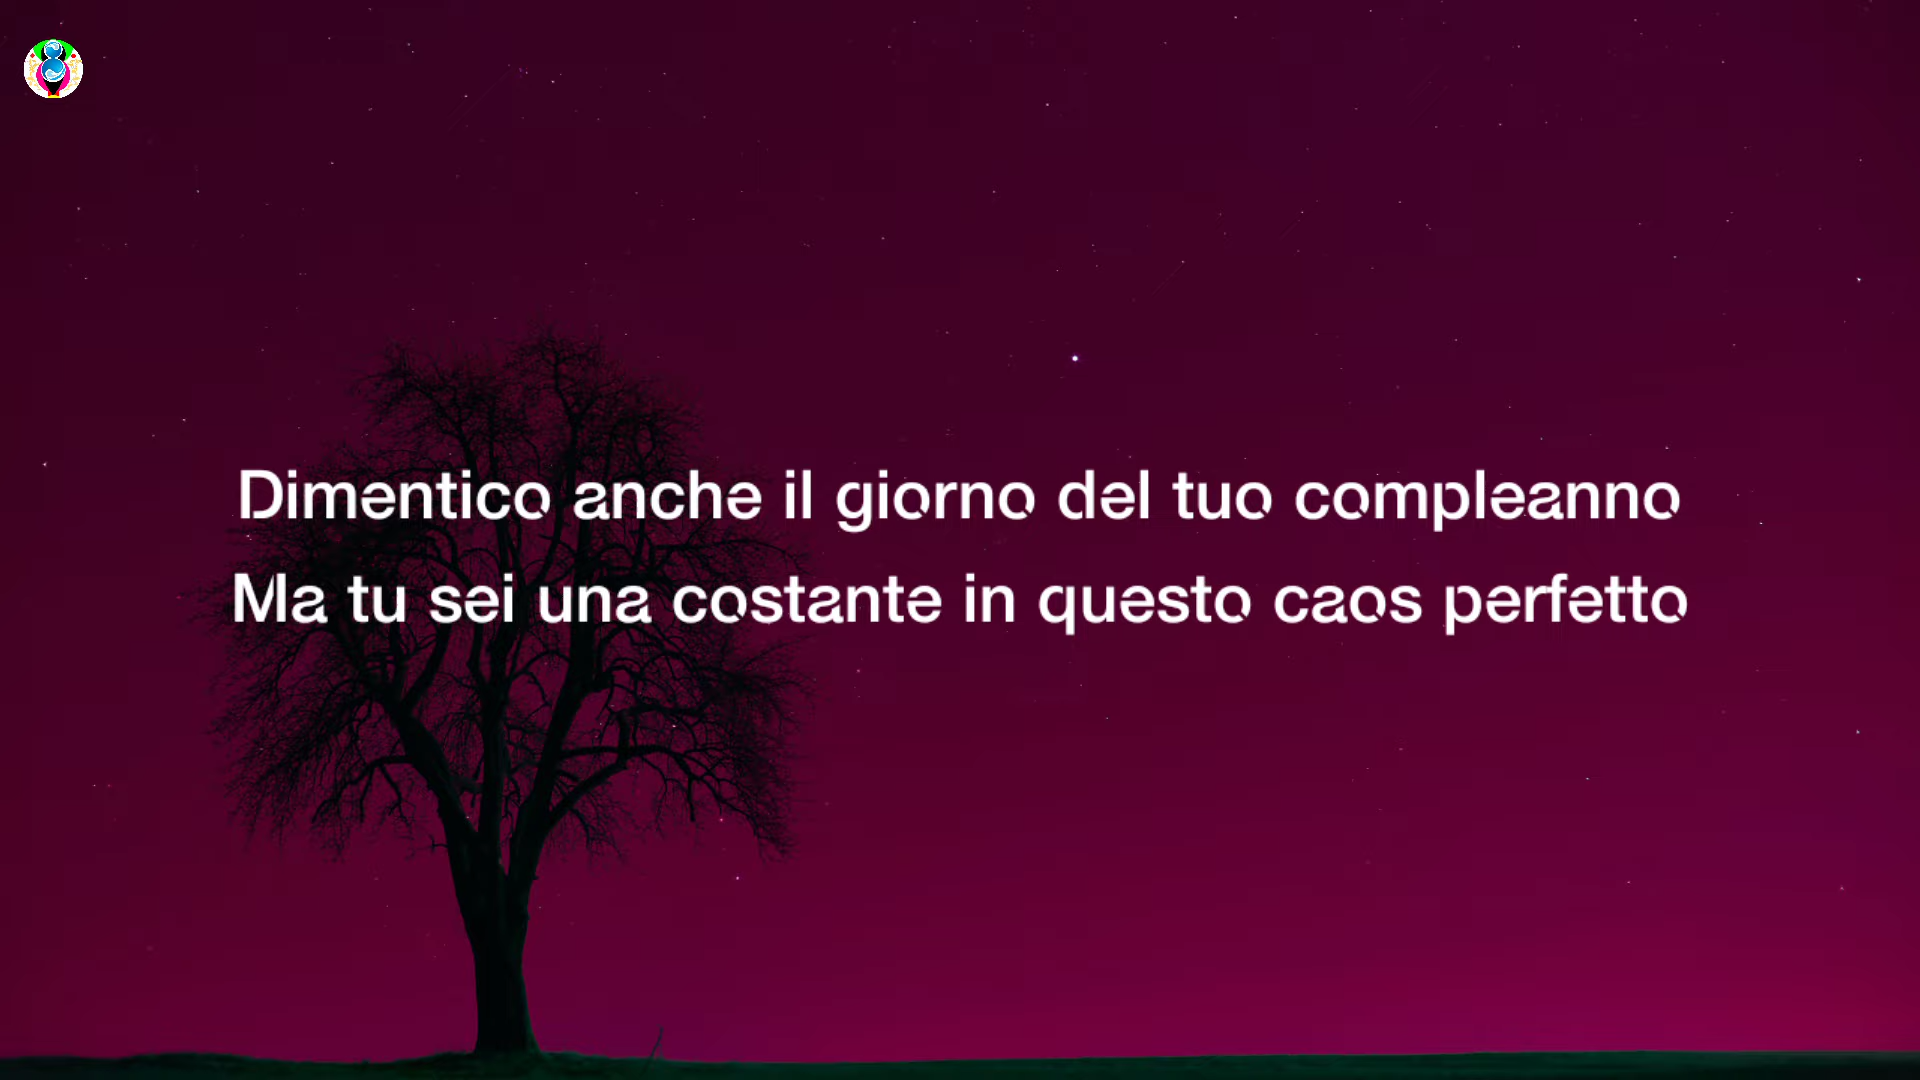 Dimentico anche il giorno del tuo compleanno
Ma tu sei una costante in questo caos perfetto